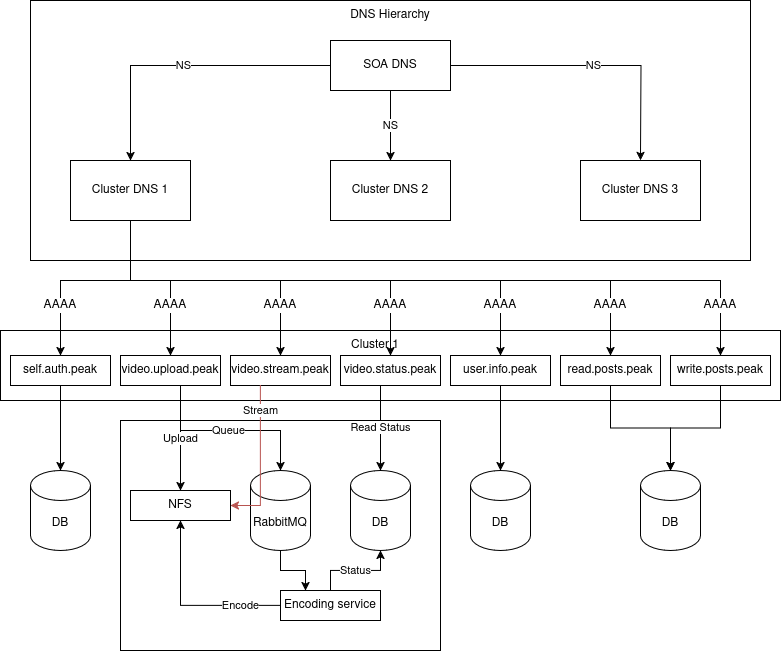 DNS Hierarchy
SOA DNS
NS
NS
NS
Cluster DNS 1
Cluster DNS 2
Cluster DNS 3
AAAA
AAAA
AAAA
AAAA
AAAA
AAAA
AAAA
Cluster 1
self.auth.peak
video.upload.peak
video.stream.peak
video.status.peak
user.info.peak
read.posts.peak
write.posts.peak
Stream
Queue
Read Status
Upload
NFS
DB
RabbitMQ
DB
DB
DB
Status
Encode
Encoding service